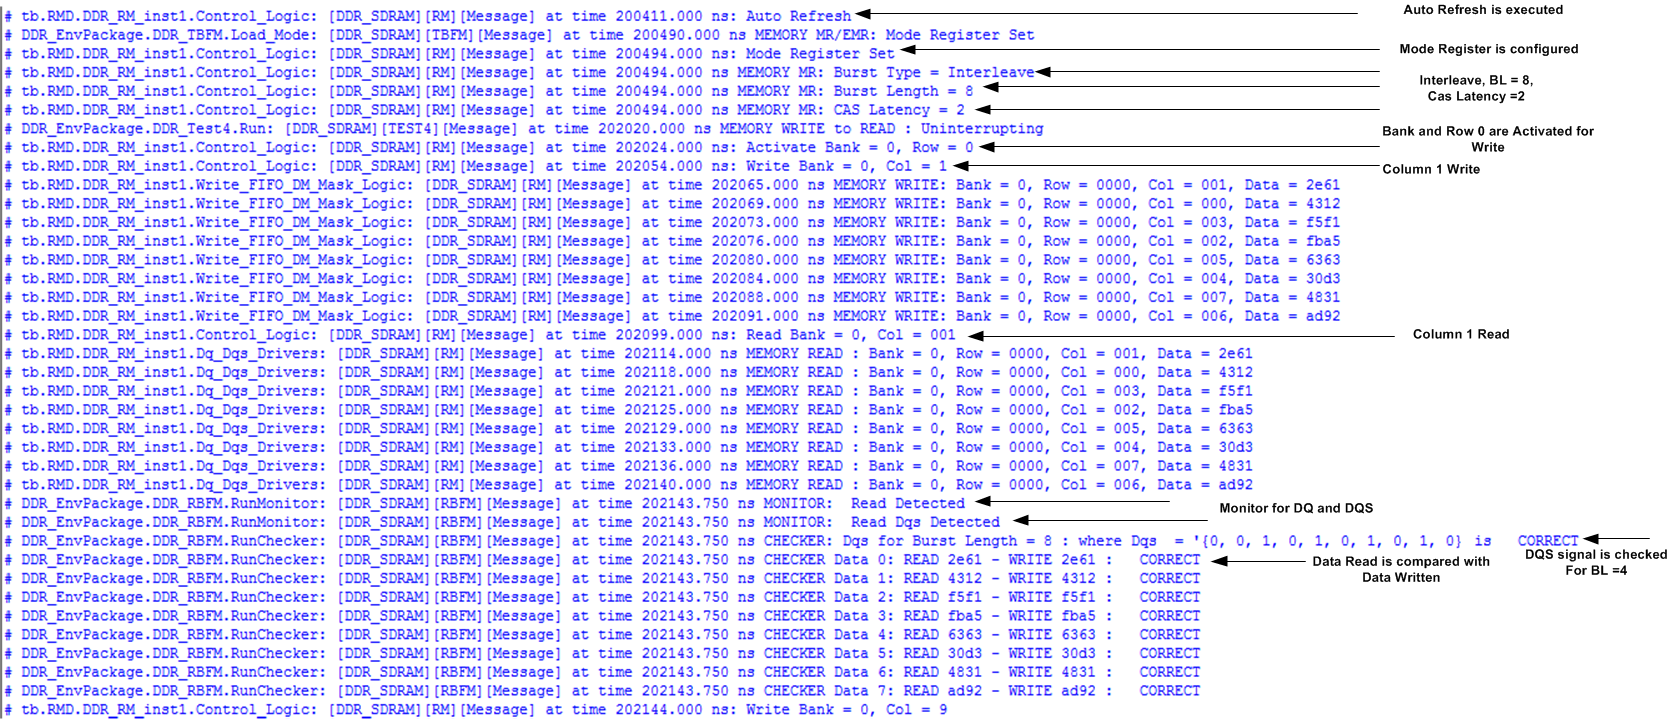 # tb.RMD.DDR_RM_inst1.Control_Logic: [DDR_SDRAM][RM][Message] at time 200411.000 ns: Auto Refresh
Auto Refresh is executed
# DDR_EnvPackage.DDR_TBFM.Load_Mode: [DDR_SDRAM][TBFM][Message] at time 200490.000 ns MEMORY MR/EMR: Mode Register Set
# tb.RMD.DDR_RM_inst1.Control_Logic: [DDR_SDRAM][RM][Message] at time 200494.000 ns: Mode Register Set
Mode Register is configured
# tb.RMD.DDR_RM_inst1.Control_Logic: [DDR_SDRAM][RM][Message] at time 200494.000 ns MEMORY MR: Burst Type = Interleave
# tb.RMD.DDR_RM_inst1.Control_Logic: [DDR_SDRAM][RM][Message] at time 200494.000 ns MEMORY MR: Burst Length = 8
# tb.RMD.DDR_RM_inst1.Control_Logic: [DDR_SDRAM][RM][Message] at time 200494.000 ns MEMORY MR: CAS Latency = 2
Interleave, BL = 8,
Cas Latency =2
# DDR_EnvPackage.DDR_Test4.Run: [DDR_SDRAM][TEST4][Message] at time 202020.000 ns MEMORY WRITE to READ : Uninterrupting
# tb.RMD.DDR_RM_inst1.Control_Logic: [DDR_SDRAM][RM][Message] at time 202024.000 ns: Activate Bank = 0, Row = 0
Bank and Row 0 are Activated for
Write
# tb.RMD.DDR_RM_inst1.Control_Logic: [DDR_SDRAM][RM][Message] at time 202054.000 ns: Write Bank = 0, Col = 1
Column 1 Write
# tb.RMD.DDR_RM_inst1.Write_FIFO_DM_Mask_Logic: [DDR_SDRAM][RM][Message] at time 202065.000 ns MEMORY WRITE: Bank = 0, Row = 0000, Col = 001, Data = 2e61
# tb.RMD.DDR_RM_inst1.Write_FIFO_DM_Mask_Logic: [DDR_SDRAM][RM][Message] at time 202069.000 ns MEMORY WRITE: Bank = 0, Row = 0000, Col = 000, Data = 4312
# tb.RMD.DDR_RM_inst1.Write_FIFO_DM_Mask_Logic: [DDR_SDRAM][RM][Message] at time 202073.000 ns MEMORY WRITE: Bank = 0, Row = 0000, Col = 003, Data = f5f1
# tb.RMD.DDR_RM_inst1.Write_FIFO_DM_Mask_Logic: [DDR_SDRAM][RM][Message] at time 202076.000 ns MEMORY WRITE: Bank = 0, Row = 0000, Col = 002, Data = fba5
# tb.RMD.DDR_RM_inst1.Write_FIFO_DM_Mask_Logic: [DDR_SDRAM][RM][Message] at time 202080.000 ns MEMORY WRITE: Bank = 0, Row = 0000, Col = 005, Data = 6363
# tb.RMD.DDR_RM_inst1.Write_FIFO_DM_Mask_Logic: [DDR_SDRAM][RM][Message] at time 202084.000 ns MEMORY WRITE: Bank = 0, Row = 0000, Col = 004, Data = 30d3
# tb.RMD.DDR_RM_inst1.Write_FIFO_DM_Mask_Logic: [DDR_SDRAM][RM][Message] at time 202088.000 ns MEMORY WRITE: Bank = 0, Row = 0000, Col = 007, Data = 4831
# tb.RMD.DDR_RM_inst1.Write_FIFO_DM_Mask_Logic: [DDR_SDRAM][RM][Message] at time 202091.000 ns MEMORY WRITE: Bank = 0, Row = 0000, Col = 006, Data = ad92
# tb.RMD.DDR_RM_inst1.Control_Logic: [DDR_SDRAM][RM][Message] at time 202099.000 ns: Read Bank = 0, Col = 001
Column 1 Read
# tb.RMD.DDR_RM_inst1.Dq_Dqs_Drivers: [DDR_SDRAM][RM][Message] at time 202114.000 ns MEMORY READ : Bank = 0, Row = 0000, Col = 001, Data = 2e61
# tb.RMD.DDR_RM_inst1.Dq_Dqs_Drivers: [DDR_SDRAM][RM][Message] at time 202118.000 ns MEMORY READ : Bank = 0, Row = 0000, Col = 000, Data = 4312
# tb.RMD.DDR_RM_inst1.Dq_Dqs_Drivers: [DDR_SDRAM][RM][Message] at time 202121.000 ns MEMORY READ : Bank = 0, Row = 0000, Col = 003, Data = f5f1
# tb.RMD.DDR_RM_inst1.Dq_Dqs_Drivers: [DDR_SDRAM][RM][Message] at time 202125.000 ns MEMORY READ : Bank = 0, Row = 0000, Col = 002, Data = fba5
# tb.RMD.DDR_RM_inst1.Dq_Dqs_Drivers: [DDR_SDRAM][RM][Message] at time 202129.000 ns MEMORY READ : Bank = 0, Row = 0000, Col = 005, Data = 6363
# tb.RMD.DDR_RM_inst1.Dq_Dqs_Drivers: [DDR_SDRAM][RM][Message] at time 202133.000 ns MEMORY READ : Bank = 0, Row = 0000, Col = 004, Data = 30d3
# tb.RMD.DDR_RM_inst1.Dq_Dqs_Drivers: [DDR_SDRAM][RM][Message] at time 202136.000 ns MEMORY READ : Bank = 0, Row = 0000, Col = 007, Data = 4831
# tb.RMD.DDR_RM_inst1.Dq_Dqs_Drivers: [DDR_SDRAM][RM][Message] at time 202140.000 ns MEMORY READ : Bank = 0, Row = 0000, Col = 006, Data = ad92
# DDR_EnvPackage.DDR_RBFM.RunMonitor: [DDR_SDRAM][RBFM][Message] at time 202143.750 ns MONITOR:  Read Detected
# DDR_EnvPackage.DDR_RBFM.RunMonitor: [DDR_SDRAM][RBFM][Message] at time 202143.750 ns MONITOR:  Read Dqs Detected
Monitor for DQ and DQS
# DDR_EnvPackage.DDR_RBFM.RunChecker: [DDR_SDRAM][RBFM][Message] at time 202143.750 ns CHECKER: Dqs for Burst Length = 8 : where Dqs  = '{0, 0, 1, 0, 1, 0, 1, 0, 1, 0} is   CORRECT
DQS signal is checked
For BL =4
# DDR_EnvPackage.DDR_RBFM.RunChecker: [DDR_SDRAM][RBFM][Message] at time 202143.750 ns CHECKER Data 0: READ 2e61 - WRITE 2e61 :   CORRECT
Data Read is compared with
Data Written
# DDR_EnvPackage.DDR_RBFM.RunChecker: [DDR_SDRAM][RBFM][Message] at time 202143.750 ns CHECKER Data 1: READ 4312 - WRITE 4312 :   CORRECT
# DDR_EnvPackage.DDR_RBFM.RunChecker: [DDR_SDRAM][RBFM][Message] at time 202143.750 ns CHECKER Data 2: READ f5f1 - WRITE f5f1 :   CORRECT
# DDR_EnvPackage.DDR_RBFM.RunChecker: [DDR_SDRAM][RBFM][Message] at time 202143.750 ns CHECKER Data 3: READ fba5 - WRITE fba5 :   CORRECT
# DDR_EnvPackage.DDR_RBFM.RunChecker: [DDR_SDRAM][RBFM][Message] at time 202143.750 ns CHECKER Data 4: READ 6363 - WRITE 6363 :   CORRECT
# DDR_EnvPackage.DDR_RBFM.RunChecker: [DDR_SDRAM][RBFM][Message] at time 202143.750 ns CHECKER Data 5: READ 30d3 - WRITE 30d3 :   CORRECT
# DDR_EnvPackage.DDR_RBFM.RunChecker: [DDR_SDRAM][RBFM][Message] at time 202143.750 ns CHECKER Data 6: READ 4831 - WRITE 4831 :   CORRECT
# DDR_EnvPackage.DDR_RBFM.RunChecker: [DDR_SDRAM][RBFM][Message] at time 202143.750 ns CHECKER Data 7: READ ad92 - WRITE ad92 :   CORRECT
# tb.RMD.DDR_RM_inst1.Control_Logic: [DDR_SDRAM][RM][Message] at time 202144.000 ns: Write Bank = 0, Col = 9